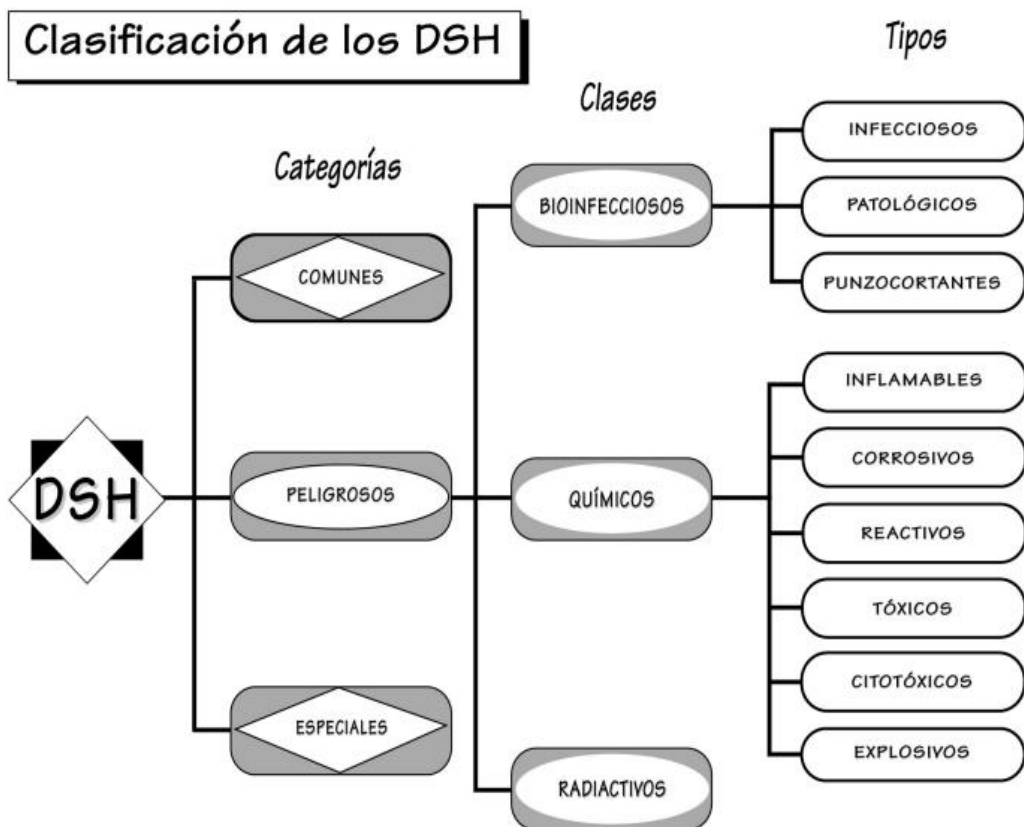 Clasificación de los DSH
Categorías
Clases
Tipos
DSH
COMUNES
PELIGROSOS
ESPECIALES
BIOINFECCIOSOS
QUÍMICOS
RADIACTIVOS
INFECCIOSOS
PATOLÓGICOS
PUNZOCORTANTES
INFLAMABLES
CORROSIVOS
REACTIVOS
TÓXICOS
CITOTÓXICOS
EXPLOSIVOS